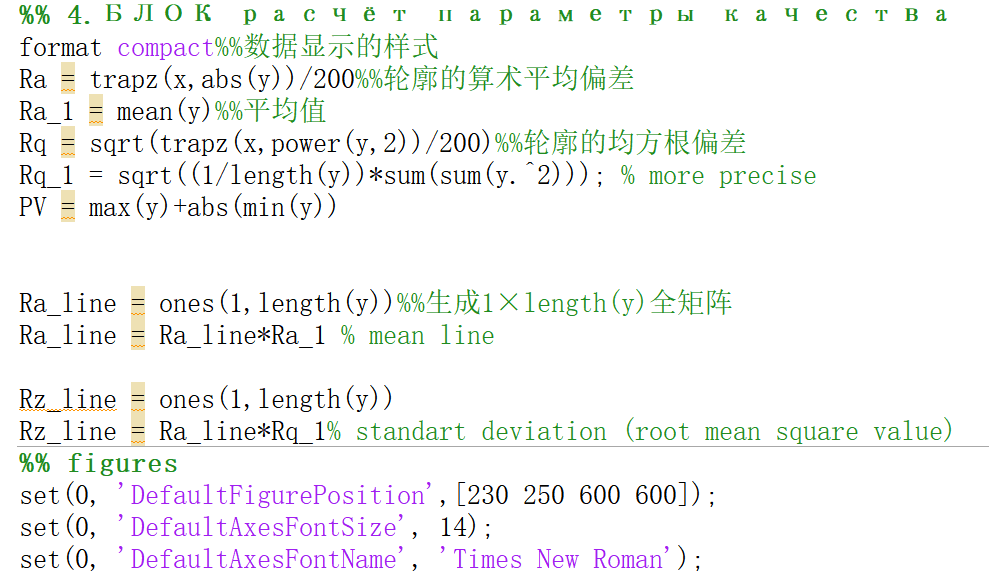 %% 4.БЛОК расчёт параметры качества
format compact%%数据显示的样式
Ra = trapz(x,abs(y))/200%%轮廓的算术平均偏差
Ra_1 = mean(y)%%平均值
Rq = sqrt(trapz(x,power(y,2))/200)%%轮廓的均方根偏差
Rq_1 = sqrt((1/length(y))*sum(sum(y.^2))); % more precise
PV = max(y)+abs(min(y))
Ra_line = ones(1,length(y))%%生成1×length(y)全矩阵
Ra_line = Ra_line*Ra_1 % mean line
Rz_line = ones(1,length(y))
Rz_line = Ra_line*Rq_1% standart deviation (root mean square value)
%% figures
set(0, 'DefaultFigurePosition',[230 250 600 600]);
set(0, 'DefaultAxesFontSize', 14);
set(0, 'DefaultAxesFontName', 'Times New Roman');